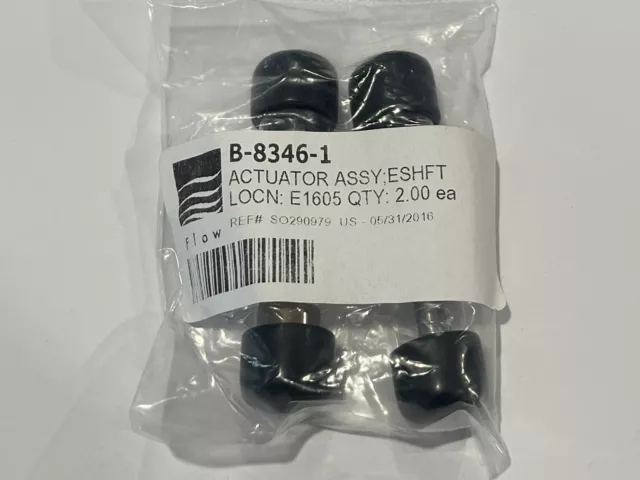 B-8346-1
ACTUATOR ASSY;ESHFT
LOCN: E1605 QTY: 2.00 ea
REF# SO290979 US - 05/31/2016
Flow